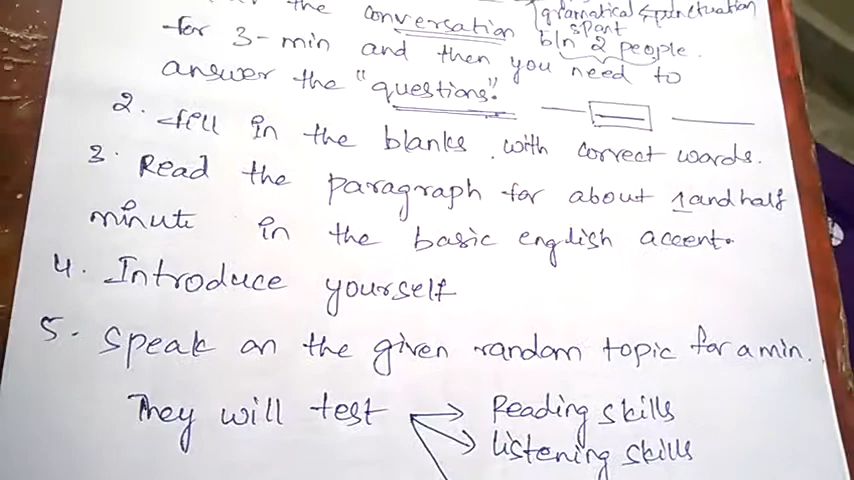 the conversation (gramatical & punctuation
spart
for 3-min and then b/n 2 people.
you need to
answer the "questions".
2. fill in the blanks with correct words.
3. Read the paragraph for about 1 and half
minute in the basic english accent.
4. Introduce yourself
5. Speak on the given random topic for a min.
They will test → Reading skills
→ listening skills